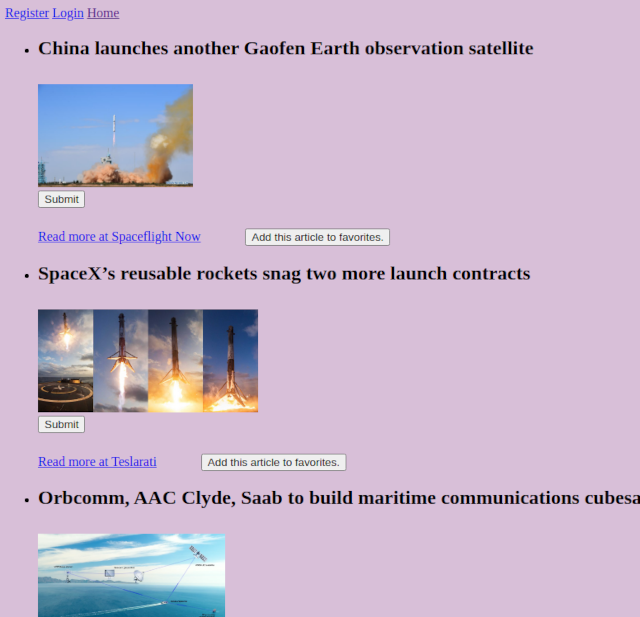 Register Login Home
China launches another Gaofen Earth observation satellite
Submit
Read more at Spaceflight Now Add this article to favorites.
SpaceX’s reusable rockets snag two more launch contracts
Submit
Read more at Teslarati Add this article to favorites.
Orbcomm, AAC Clyde, Saab to build maritime communications cubesa